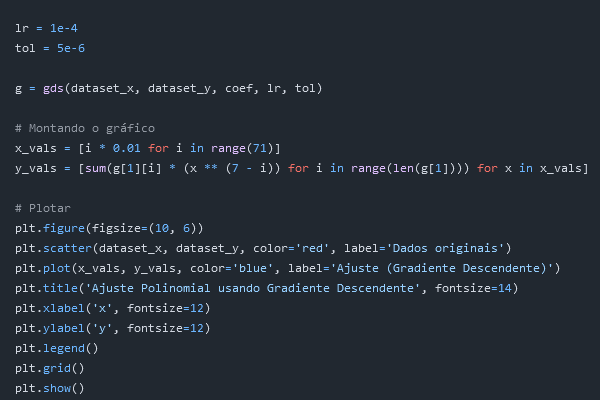 lr = 1e-4
tol = 5e-6
g = gds(dataset_x, dataset_y, coef, lr, tol)
# Montando o gráfico
x_vals = [i * 0.01 for i in range(71)]
y_vals = [sum(g[1][i] * (x ** (7 - i)) for i in range(len(g[1]))) for x in x_vals]
# Plotar
plt.figure(figsize=(10, 6))
plt.scatter(dataset_x, dataset_y, color='red', label='Dados originais')
plt.plot(x_vals, y_vals, color='blue', label='Ajuste (Gradiente Descendente)')
plt.title('Ajuste Polinomial usando Gradiente Descendente', fontsize=14)
plt.xlabel('x', fontsize=12)
plt.ylabel('y', fontsize=12)
plt.legend()
plt.grid()
plt.show()